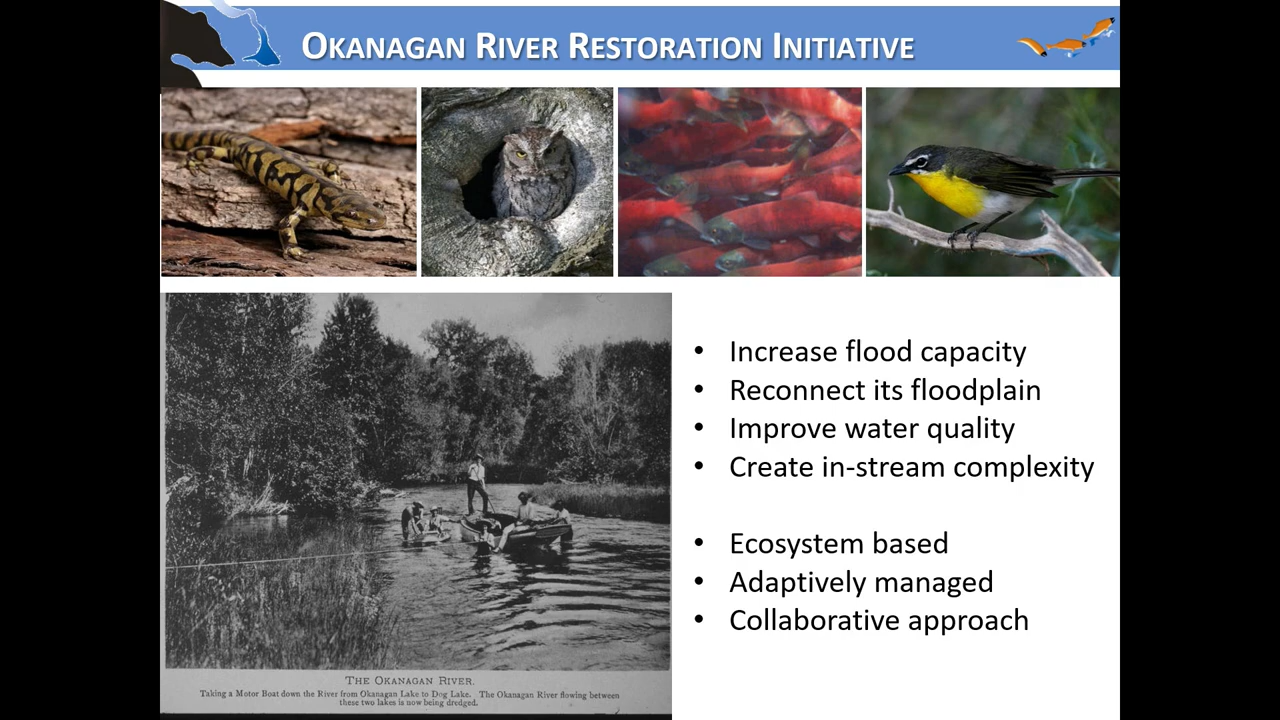 OKANAGAN RIVER RESTORATION INITIATIVE
• Increase flood capacity
• Reconnect its floodplain
• Improve water quality
• Create in-stream complexity
• Ecosystem based
• Adaptively managed
• Collaborative approach
THE OKANAGAN RIVER.
Taking a Motor Boat down the River from Okanagan Lake to Dog Lake. The Okanagan River flowing between
these two lakes is now being dredged.